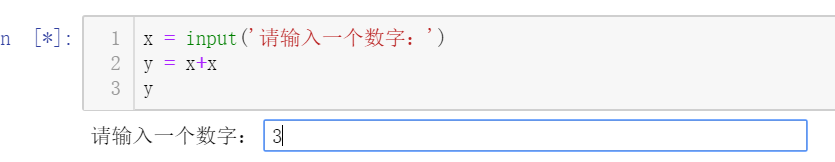 n [*]:
1 x = input('请输入一个数字：')
2 y = x+x
3 y
请输入一个数字： 3